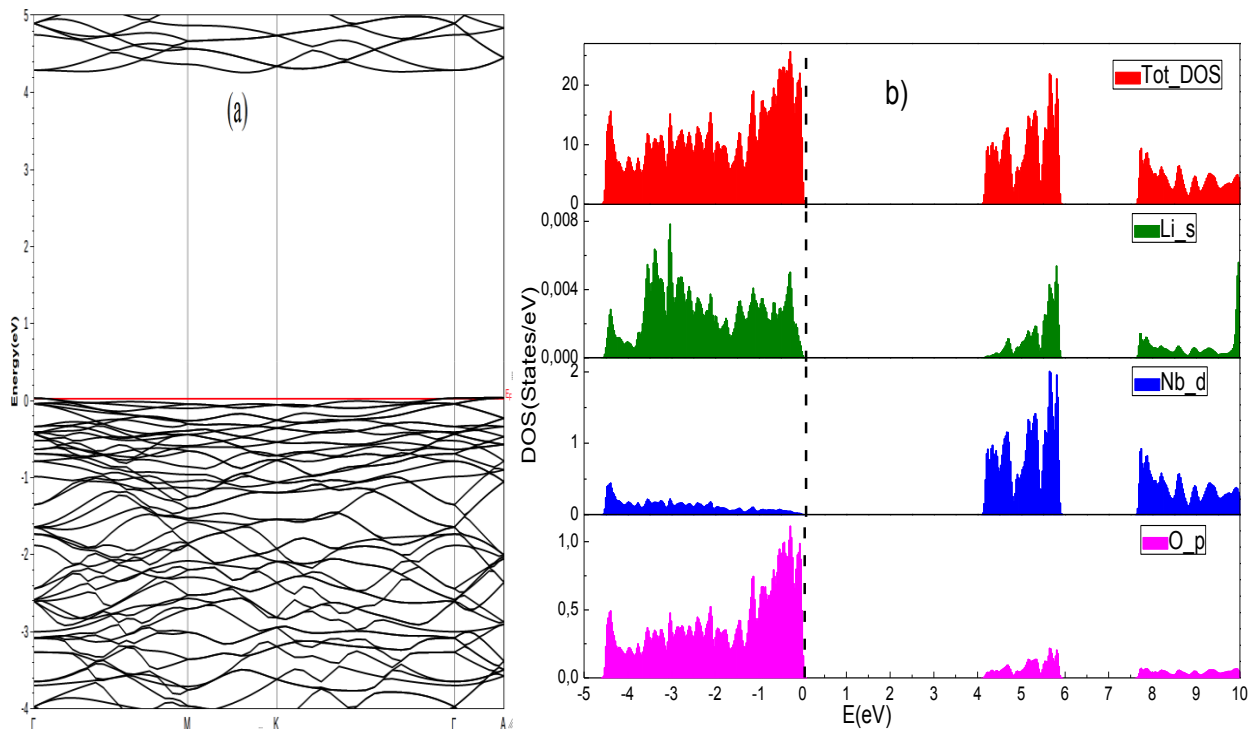 (a)
Energy(eV)
5
4
3
2
1
0
-1
-2
-3
-4
Γ M K Γ A
b)
DOS(States/eV)
Tot_DOS
20
10
0
Li_s
0,008
0,004
0,000
Nb_d
2
1
0
O_p
1,0
0,5
0,0
-5 -4 -3 -2 -1 0 1 2 3 4 5 6 7 8 9 10
E(eV)